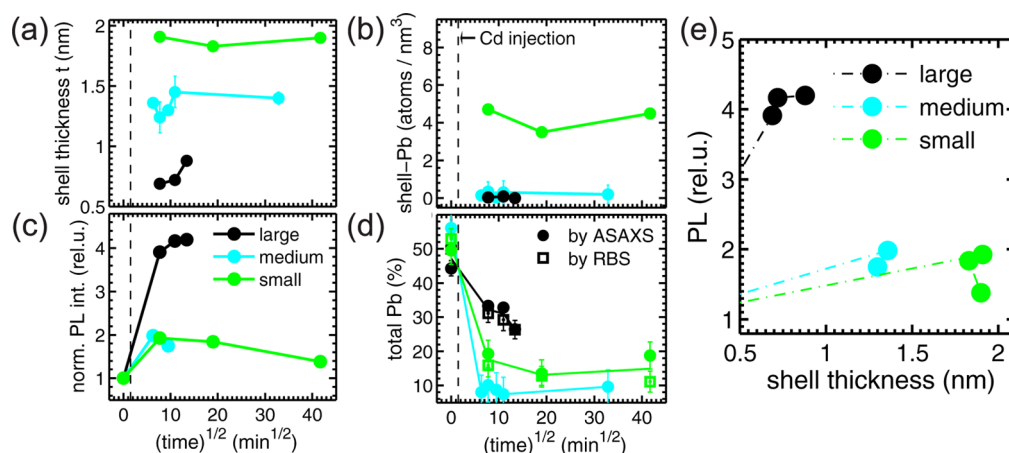 (a)
shell thickness t (nm)
2
1.5
1
0.5
(b)
shell–Pb (atoms / nm³)
8
6
4
2
0
Cd injection
(c)
norm. PL int. (rel.u.)
4
3
2
1
large
medium
small
0 10 20 30 40
(time)^1/2 (min^1/2)
(d)
total Pb (%)
50
40
30
20
10
by ASAXS
by RBS
0 10 20 30 40
(time)^1/2 (min^1/2)
(e)
PL (rel.u.)
5
4
3
2
1
large
medium
small
0.5 1 1.5 2
shell thickness (nm)